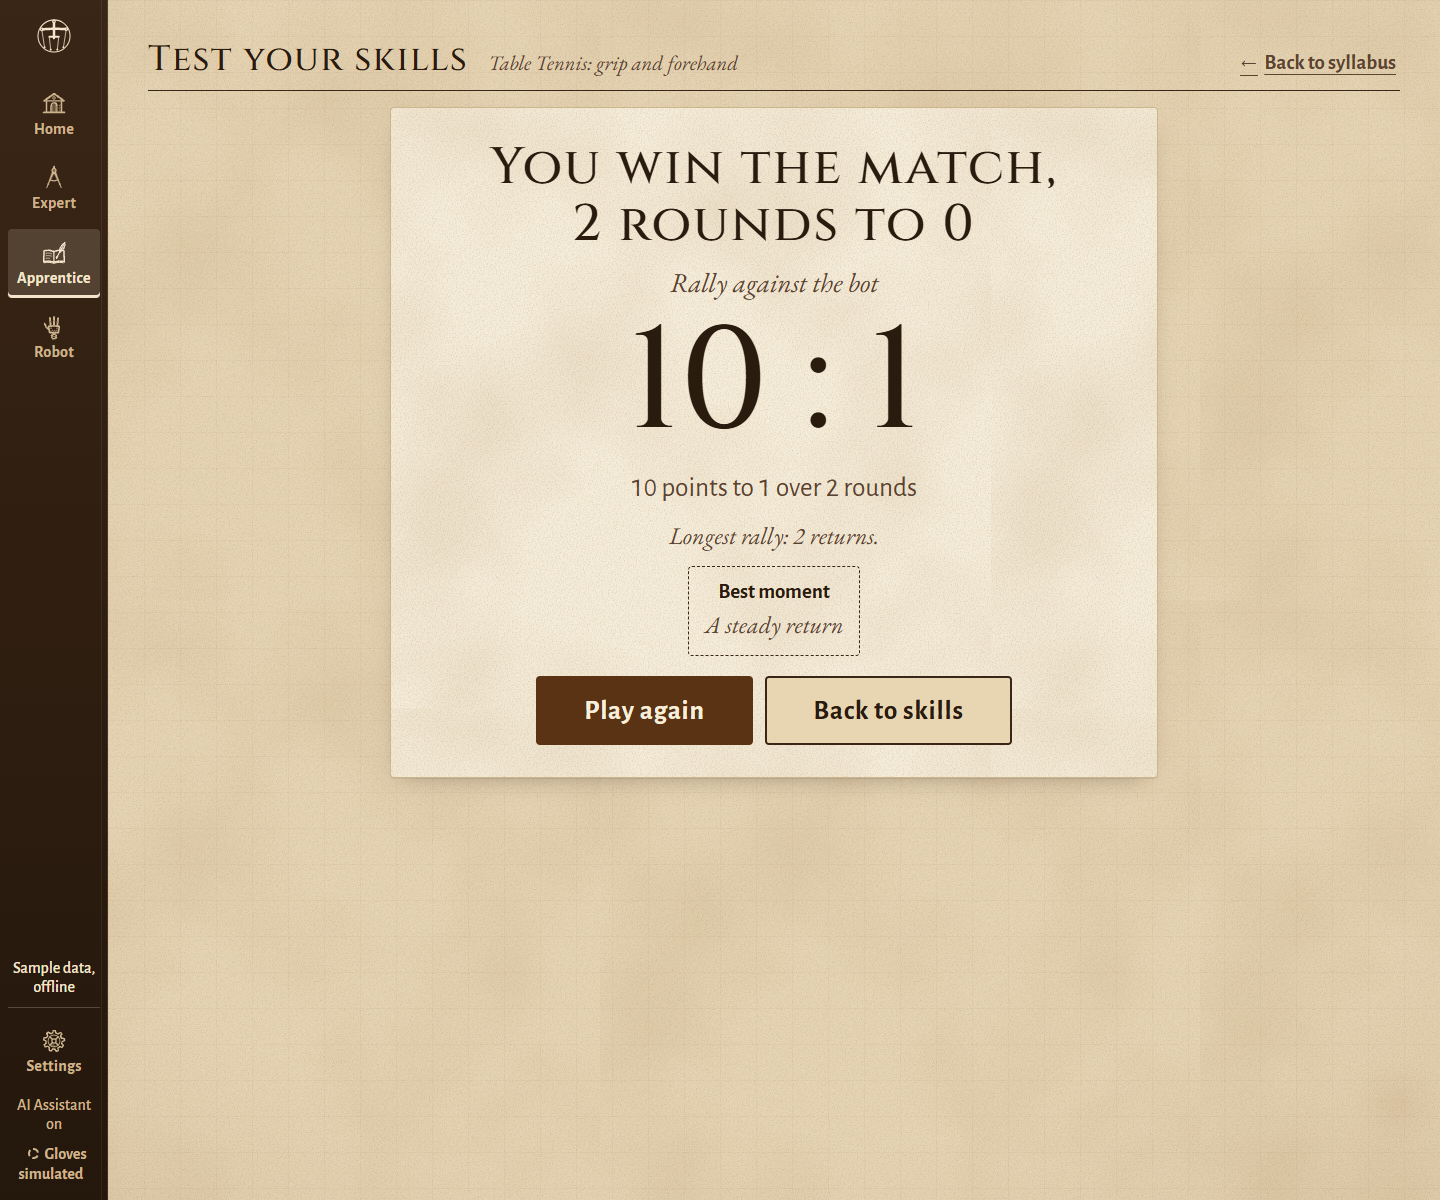 Test your skills
Table Tennis: grip and forehand
← Back to syllabus
Home
Expert
Apprentice
Robot
You win the match,
2 rounds to 0
Rally against the bot
10 : 1
10 points to 1 over 2 rounds
Longest rally: 2 returns.
Best moment
A steady return
Play again
Back to skills
Sample data,
offline
Settings
AI Assistant
on
Gloves
simulated